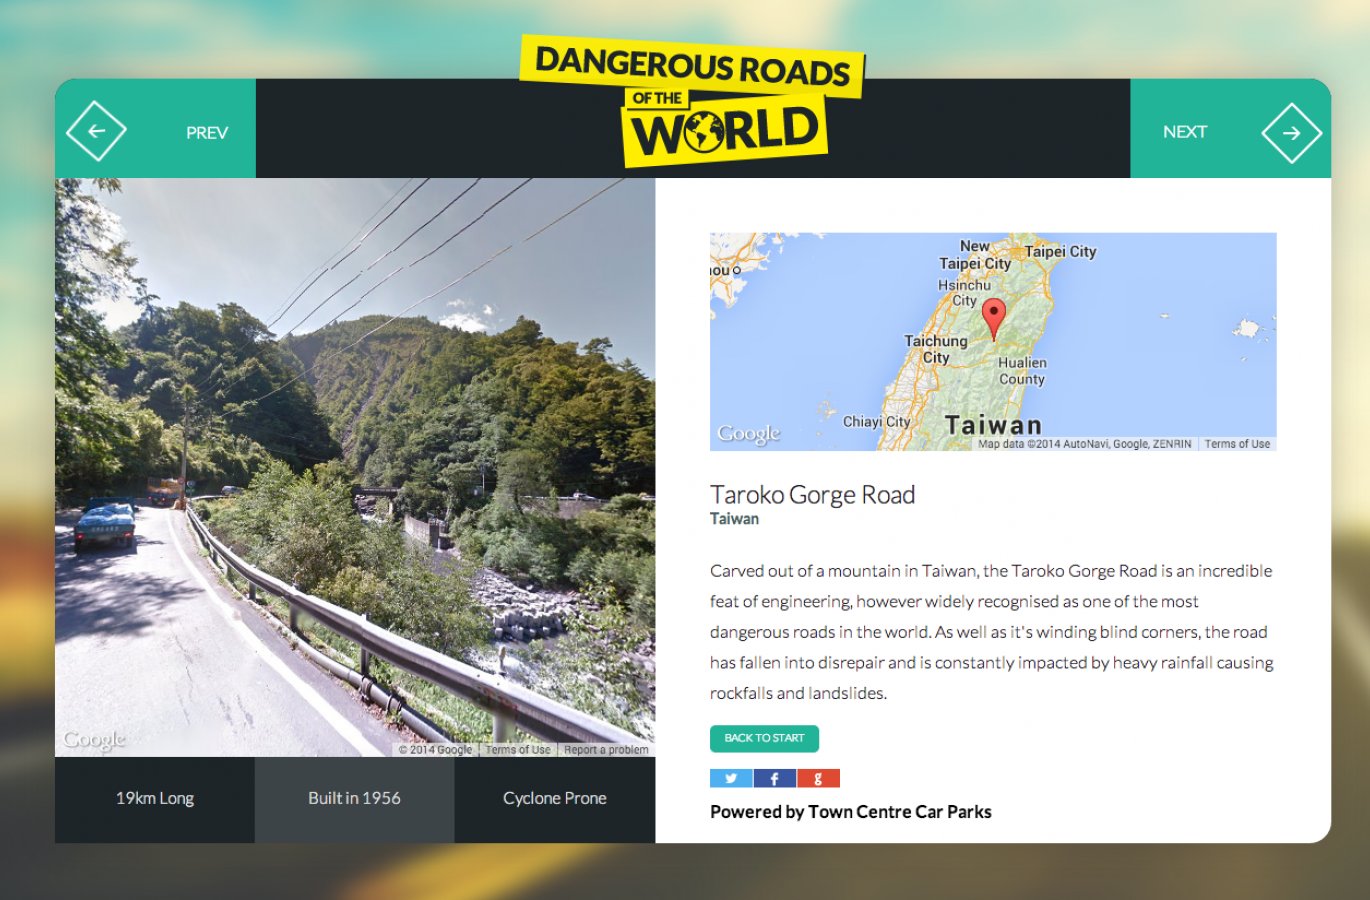 DANGEROUS ROADS
OF THE
WORLD
PREV
NEXT
New
Taipei City
Taipei City
Hsinchu
City
Taichung
City
Hualien
County
Chiayi City
Taiwan
Google
Map data ©2014 AutoNavi, Google, ZENRIN
Terms of Use
Taroko Gorge Road
Taiwan
Carved out of a mountain in Taiwan, the Taroko Gorge Road is an incredible
feat of engineering, however widely recognised as one of the most
dangerous roads in the world. As well as it's winding blind corners, the road
has fallen into disrepair and is constantly impacted by heavy rainfall causing
rockfalls and landslides.
BACK TO START
Powered by Town Centre Car Parks
Google
© 2014 Google
Terms of Use
Report a problem
19km Long
Built in 1956
Cyclone Prone